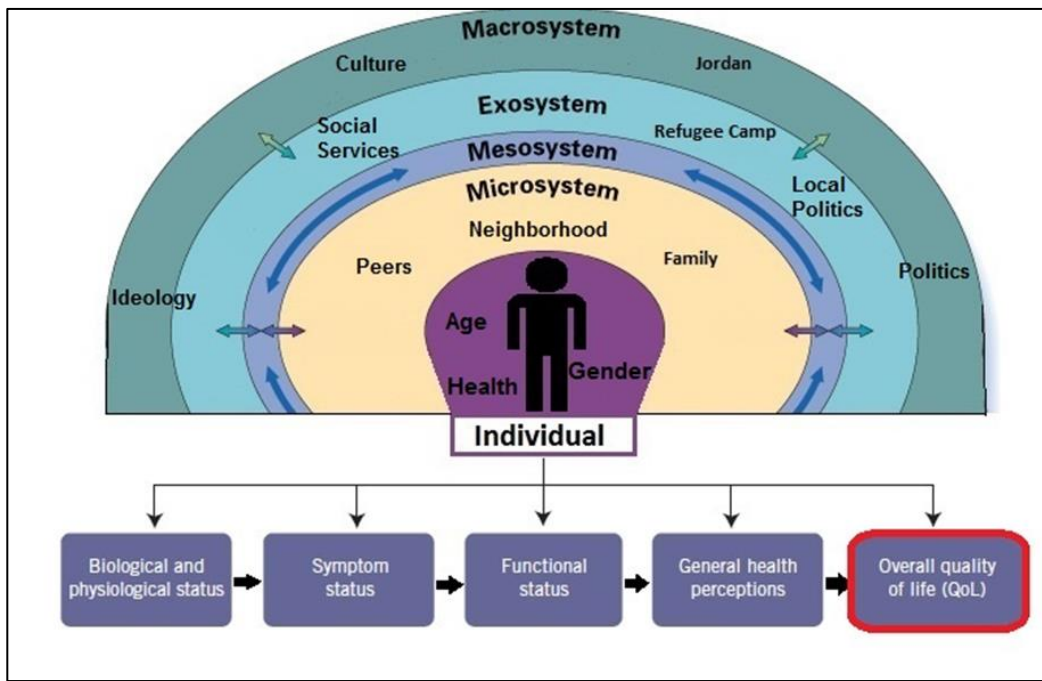 Macrosystem
Culture
Jordan
Exosystem
Social
Services
Refugee Camp
Mesosystem
Local
Politics
Microsystem
Neighborhood
Peers
Family
Ideology
Politics
Age
Gender
Health
Individual
Biological and
physiological status
Symptom
status
Functional
status
General health
perceptions
Overall quality
of life (QoL)